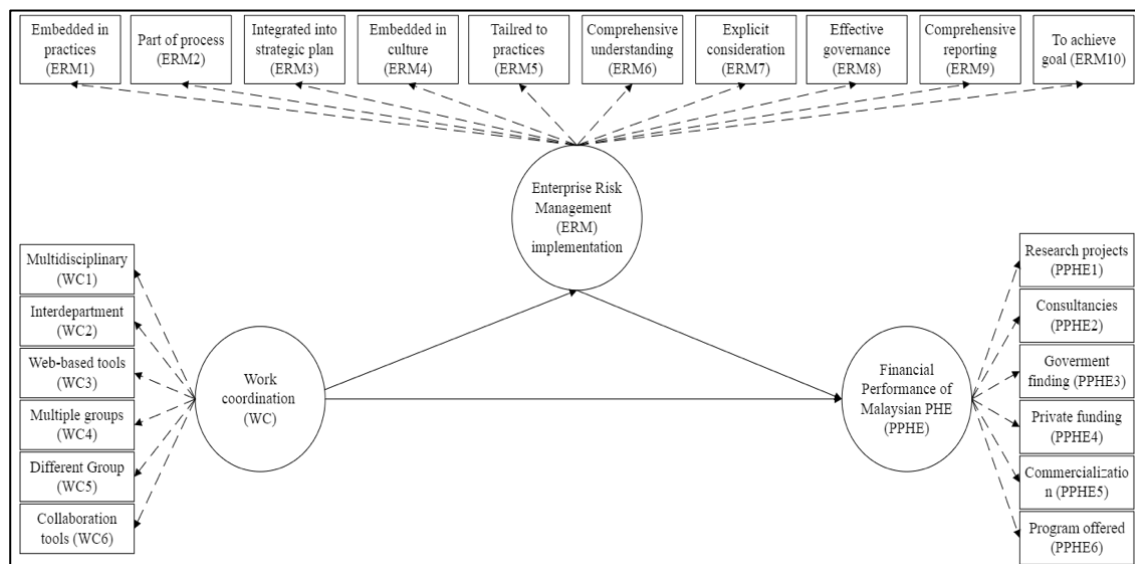 Embedded in
practices
(ERM1)
Part of process
(ERM2)
Integrated into
strategic plan
(ERM3)
Embedded in
culture
(ERM4)
Tailred to
practices
(ERM5)
Comprehensive
understanding
(ERM6)
Explicit
consideration
(ERM7)
Effective
governance
(ERM8)
Comprehensive
reporting
(ERM9)
To achieve
goal (ERM10)
Enterprise Risk
Management
(ERM)
implementation
Multidisciplinary
(WC1)
Interdepartment
(WC2)
Web-based tools
(WC3)
Multiple groups
(WC4)
Different Group
(WC5)
Collaboration
tools (WC6)
Work
coordination
(WC)
Financial
Performance of
Malaysian PHE
(PPHE)
Research projects
(PPHE1)
Consultancies
(PPHE2)
Goverment
finding (PPHE3)
Private funding
(PPHE4)
Commercializatio
n (PPHE5)
Program offered
(PPHE6)